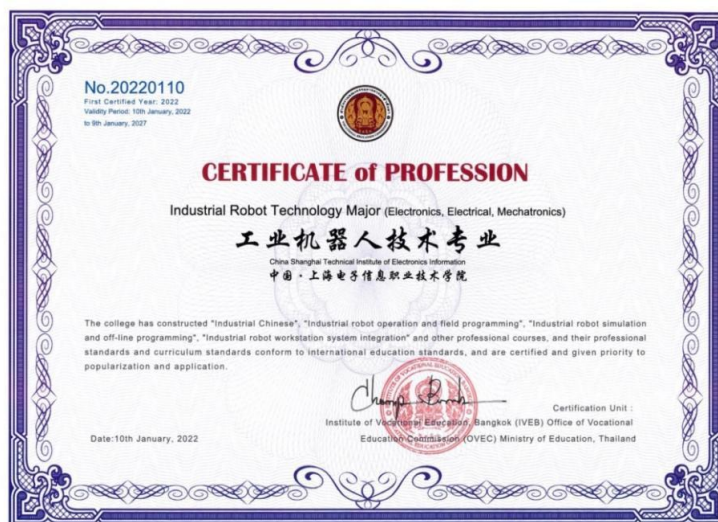 No.20220110
First Certified Year: 2022
Validity Period: 10th January, 2022
to 9th January, 2027
CERTIFICATE of PROFESSION
Industrial Robot Technology Major (Electronics, Electrical, Mechatronics)
工业机器人技术专业
China Shanghai Technical Institute of Electronics Information
中国·上海电子信息职业技术学院
The college has constructed "Industrial Chinese", "Industrial robot operation and field programming", "Industrial robot simulation
and off-line programming", "Industrial robot workstation system integration" and other professional courses, and their professional
standards and curriculum standards conform to international education standards, and are certified and given priority to
popularization and application.
Certification Unit :
Institute of Vocational Education, Bangkok (IVEB) Office of Vocational
Date:10th January, 2022
Education Commission (OVEC) Ministry of Education, Thailand